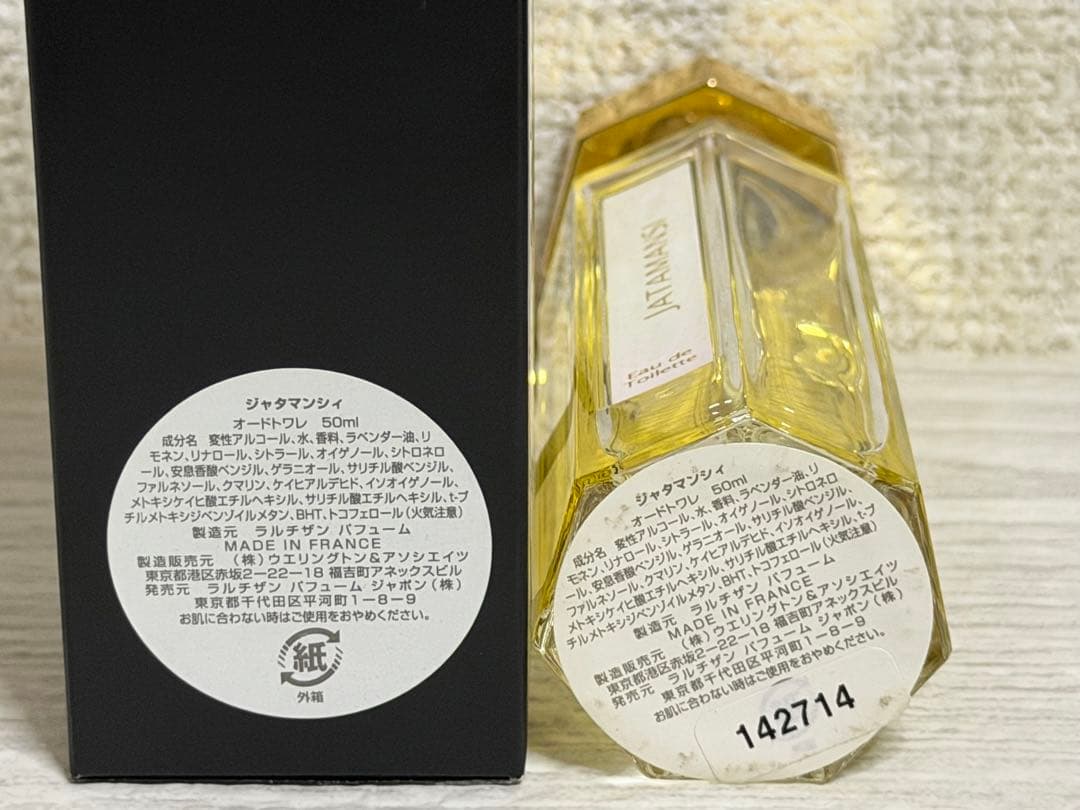 ジャタマンシィ
オードトワレ 50ml
成分名 変性アルコール、水、香料、ラベンダー油、リ
モネン、リナロール、シトラール、オイゲノール、シトロネロ
ール、安息香酸ベンジル、ゲラニオール、サリチル酸ベンジル、
ファルネソール、クマリン、ケイヒアルデヒド、イソオイゲノール、
メトキシケイヒ酸エチルヘキシル、サリチル酸エチルヘキシル、t-ブ
チルメトキシジベンゾイルメタン、BHT、トコフェロール(火気注意)
製造元 ラルチザン パフューム
MADE IN FRANCE
製造販売元 (株)ウエリングトン&アソシエイツ
東京都港区赤坂2-22-18 福吉町アネックスビル
発売元 ラルチザン パフューム ジャポン(株)
東京都千代田区平河町1-8-9
お肌に合わない時はご使用をおやめください。
紙
外箱
JATAMANSI
Eau de
Toilette
ジャタマンシィ
オードトワレ 50ml
成分名 変性アルコール、水、香料、ラベンダー油、リ
モネン、リナロール、シトラール、オイゲノール、シトロネロ
ール、安息香酸ベンジル、ゲラニオール、サリチル酸ベンジル、
ファルネソール、クマリン、ケイヒアルデヒド、イソオイゲノール、
メトキシケイヒ酸エチルヘキシル、サリチル酸エチルヘキシル、t-ブ
チルメトキシジベンゾイルメタン、BHT、トコフェロール(火気注意)
製造元 ラルチザン パフューム
MADE IN FRANCE
製造販売元 (株)ウエリングトン&アソシエイツ
東京都港区赤坂2-22-18 福吉町アネックスビル
発売元 ラルチザン パフューム ジャポン(株)
東京都千代田区平河町1-8-9
お肌に合わない時はご使用をおやめください。
142714